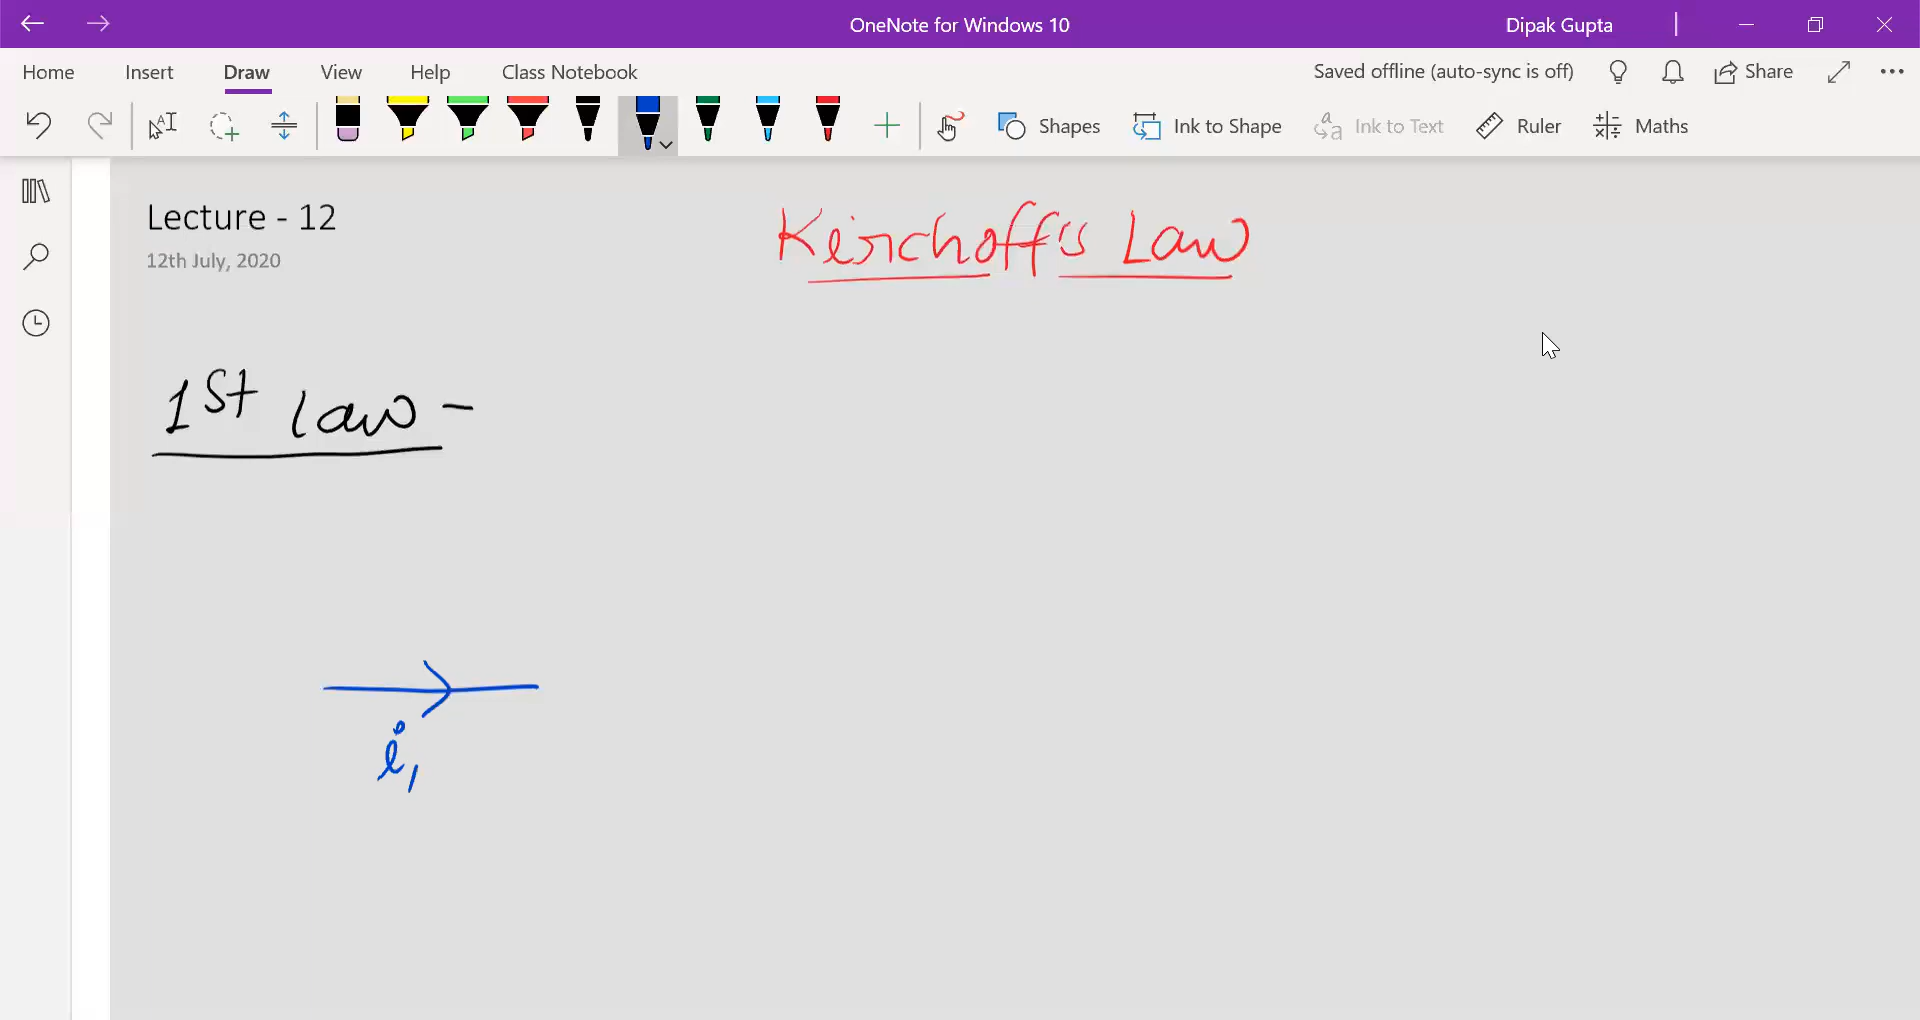 OneNote for Windows 10
Dipak Gupta
Home Insert Draw View Help Class Notebook
Saved offline (auto-sync is off) Share
Shapes Ink to Shape Ink to Text Ruler Maths
Lecture - 12
12th July, 2020
Keirchoff's Law
1st law -
i1